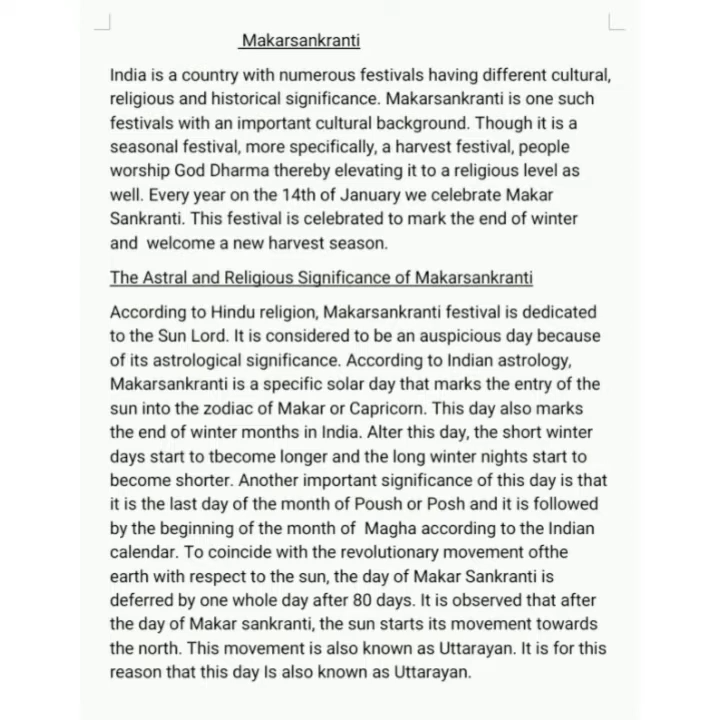 Makarsankranti
India is a country with numerous festivals having different cultural,
religious and historical significance. Makarsankranti is one such
festivals with an important cultural background. Though it is a
seasonal festival, more specifically, a harvest festival, people
worship God Dharma thereby elevating it to a religious level as
well. Every year on the 14th of January we celebrate Makar
Sankranti. This festival is celebrated to mark the end of winter
and  welcome a new harvest season.
The Astral and Religious Significance of Makarsankranti
According to Hindu religion, Makarsankranti festival is dedicated
to the Sun Lord. It is considered to be an auspicious day because
of its astrological significance. According to Indian astrology,
Makarsankranti is a specific solar day that marks the entry of the
sun into the zodiac of Makar or Capricorn. This day also marks
the end of winter months in India. Alter this day, the short winter
days start to tbecome longer and the long winter nights start to
become shorter. Another important significance of this day is that
it is the last day of the month of Poush or Posh and it is followed
by the beginning of the month of  Magha according to the Indian
calendar. To coincide with the revolutionary movement ofthe
earth with respect to the sun, the day of Makar Sankranti is
deferred by one whole day after 80 days. It is observed that after
the day of Makar sankranti, the sun starts its movement towards
the north. This movement is also known as Uttarayan. It is for this
reason that this day Is also known as Uttarayan.